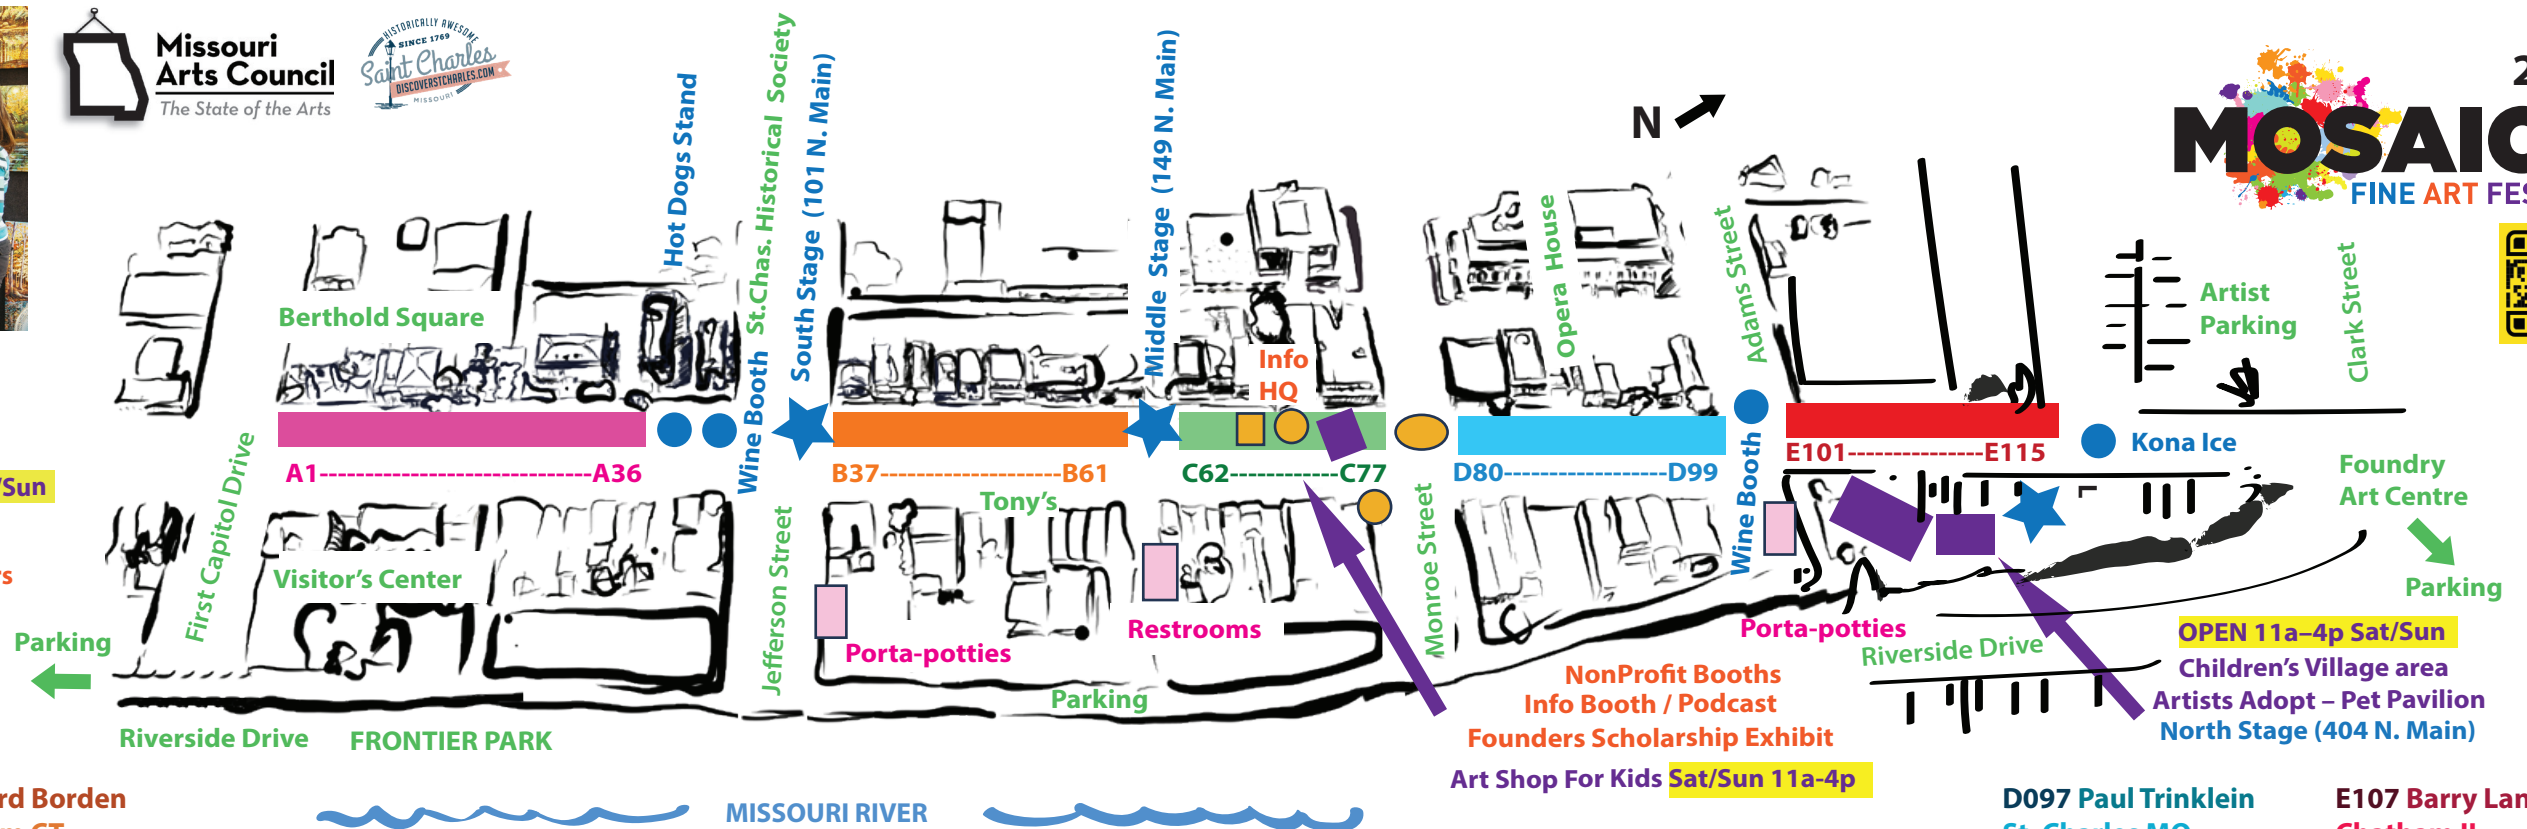 Missouri
Arts Council
The State of the Arts
HISTORICALLY AWESOME
SINCE 1769
Saint Charles
DISCOVERSTCHARLES.COM
MISSOURI
Hot Dogs Stand
Wine Booth St.Chas. Historical Society
South Stage (101 N. Main)
Middle Stage (149 N. Main)
N
MOSAIC
FINE ART FES
Berthold Square
Info
HQ
Opera House
Adams Street
Artist
Parking
Clark Street
A1 A36
B37 B61
C62 C77
D80 D99
E101 E115
Kona Ice
/Sun
First Capitol Drive
Visitor's Center
Jefferson Street
Tony's
Monroe Street
Wine Booth
Foundry
Art Centre
Parking
Parking
Porta-potties
Restrooms
Parking
Porta-potties
Riverside Drive
OPEN 11a–4p Sat/Sun
Children's Village area
Artists Adopt – Pet Pavilion
North Stage (404 N. Main)
NonProfit Booths
Info Booth / Podcast
Founders Scholarship Exhibit
Art Shop For Kids Sat/Sun 11a-4p
Riverside Drive FRONTIER PARK
MISSOURI RIVER
rd Borden
D097 Paul Trinklein
St. Charles MO
E107 Barry Lan